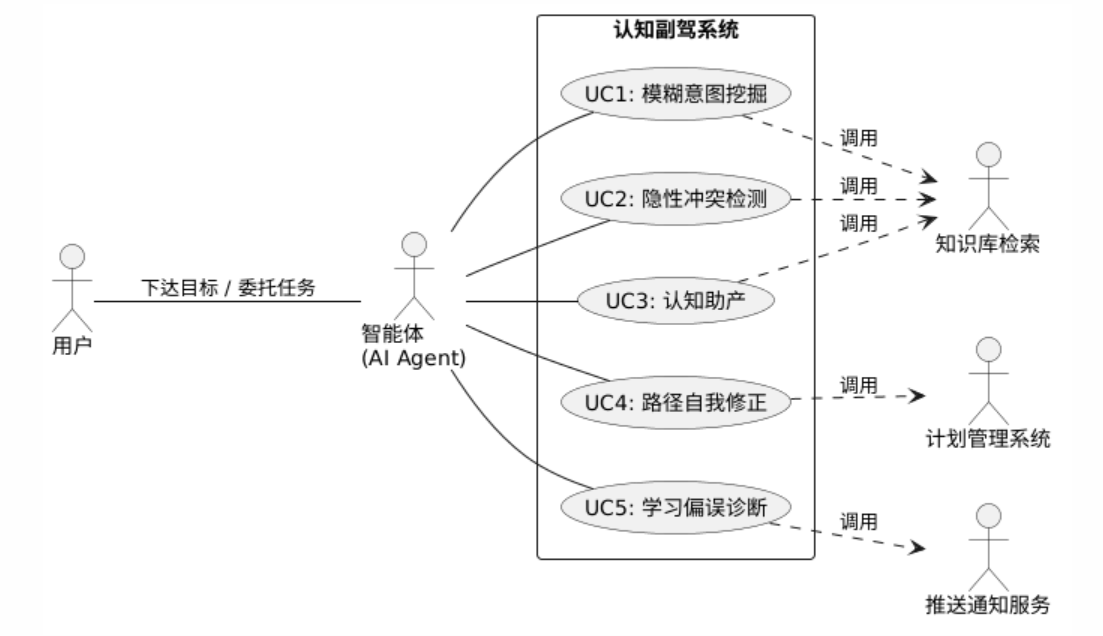 认知副驾系统
UC1: 模糊意图挖掘
调用
UC2: 隐性冲突检测
调用
调用
知识库检索
下达目标 / 委托任务
UC3: 认知助产
用户
智能体
(AI Agent)
UC4: 路径自我修正
调用
计划管理系统
UC5: 学习偏误诊断
调用
推送通知服务